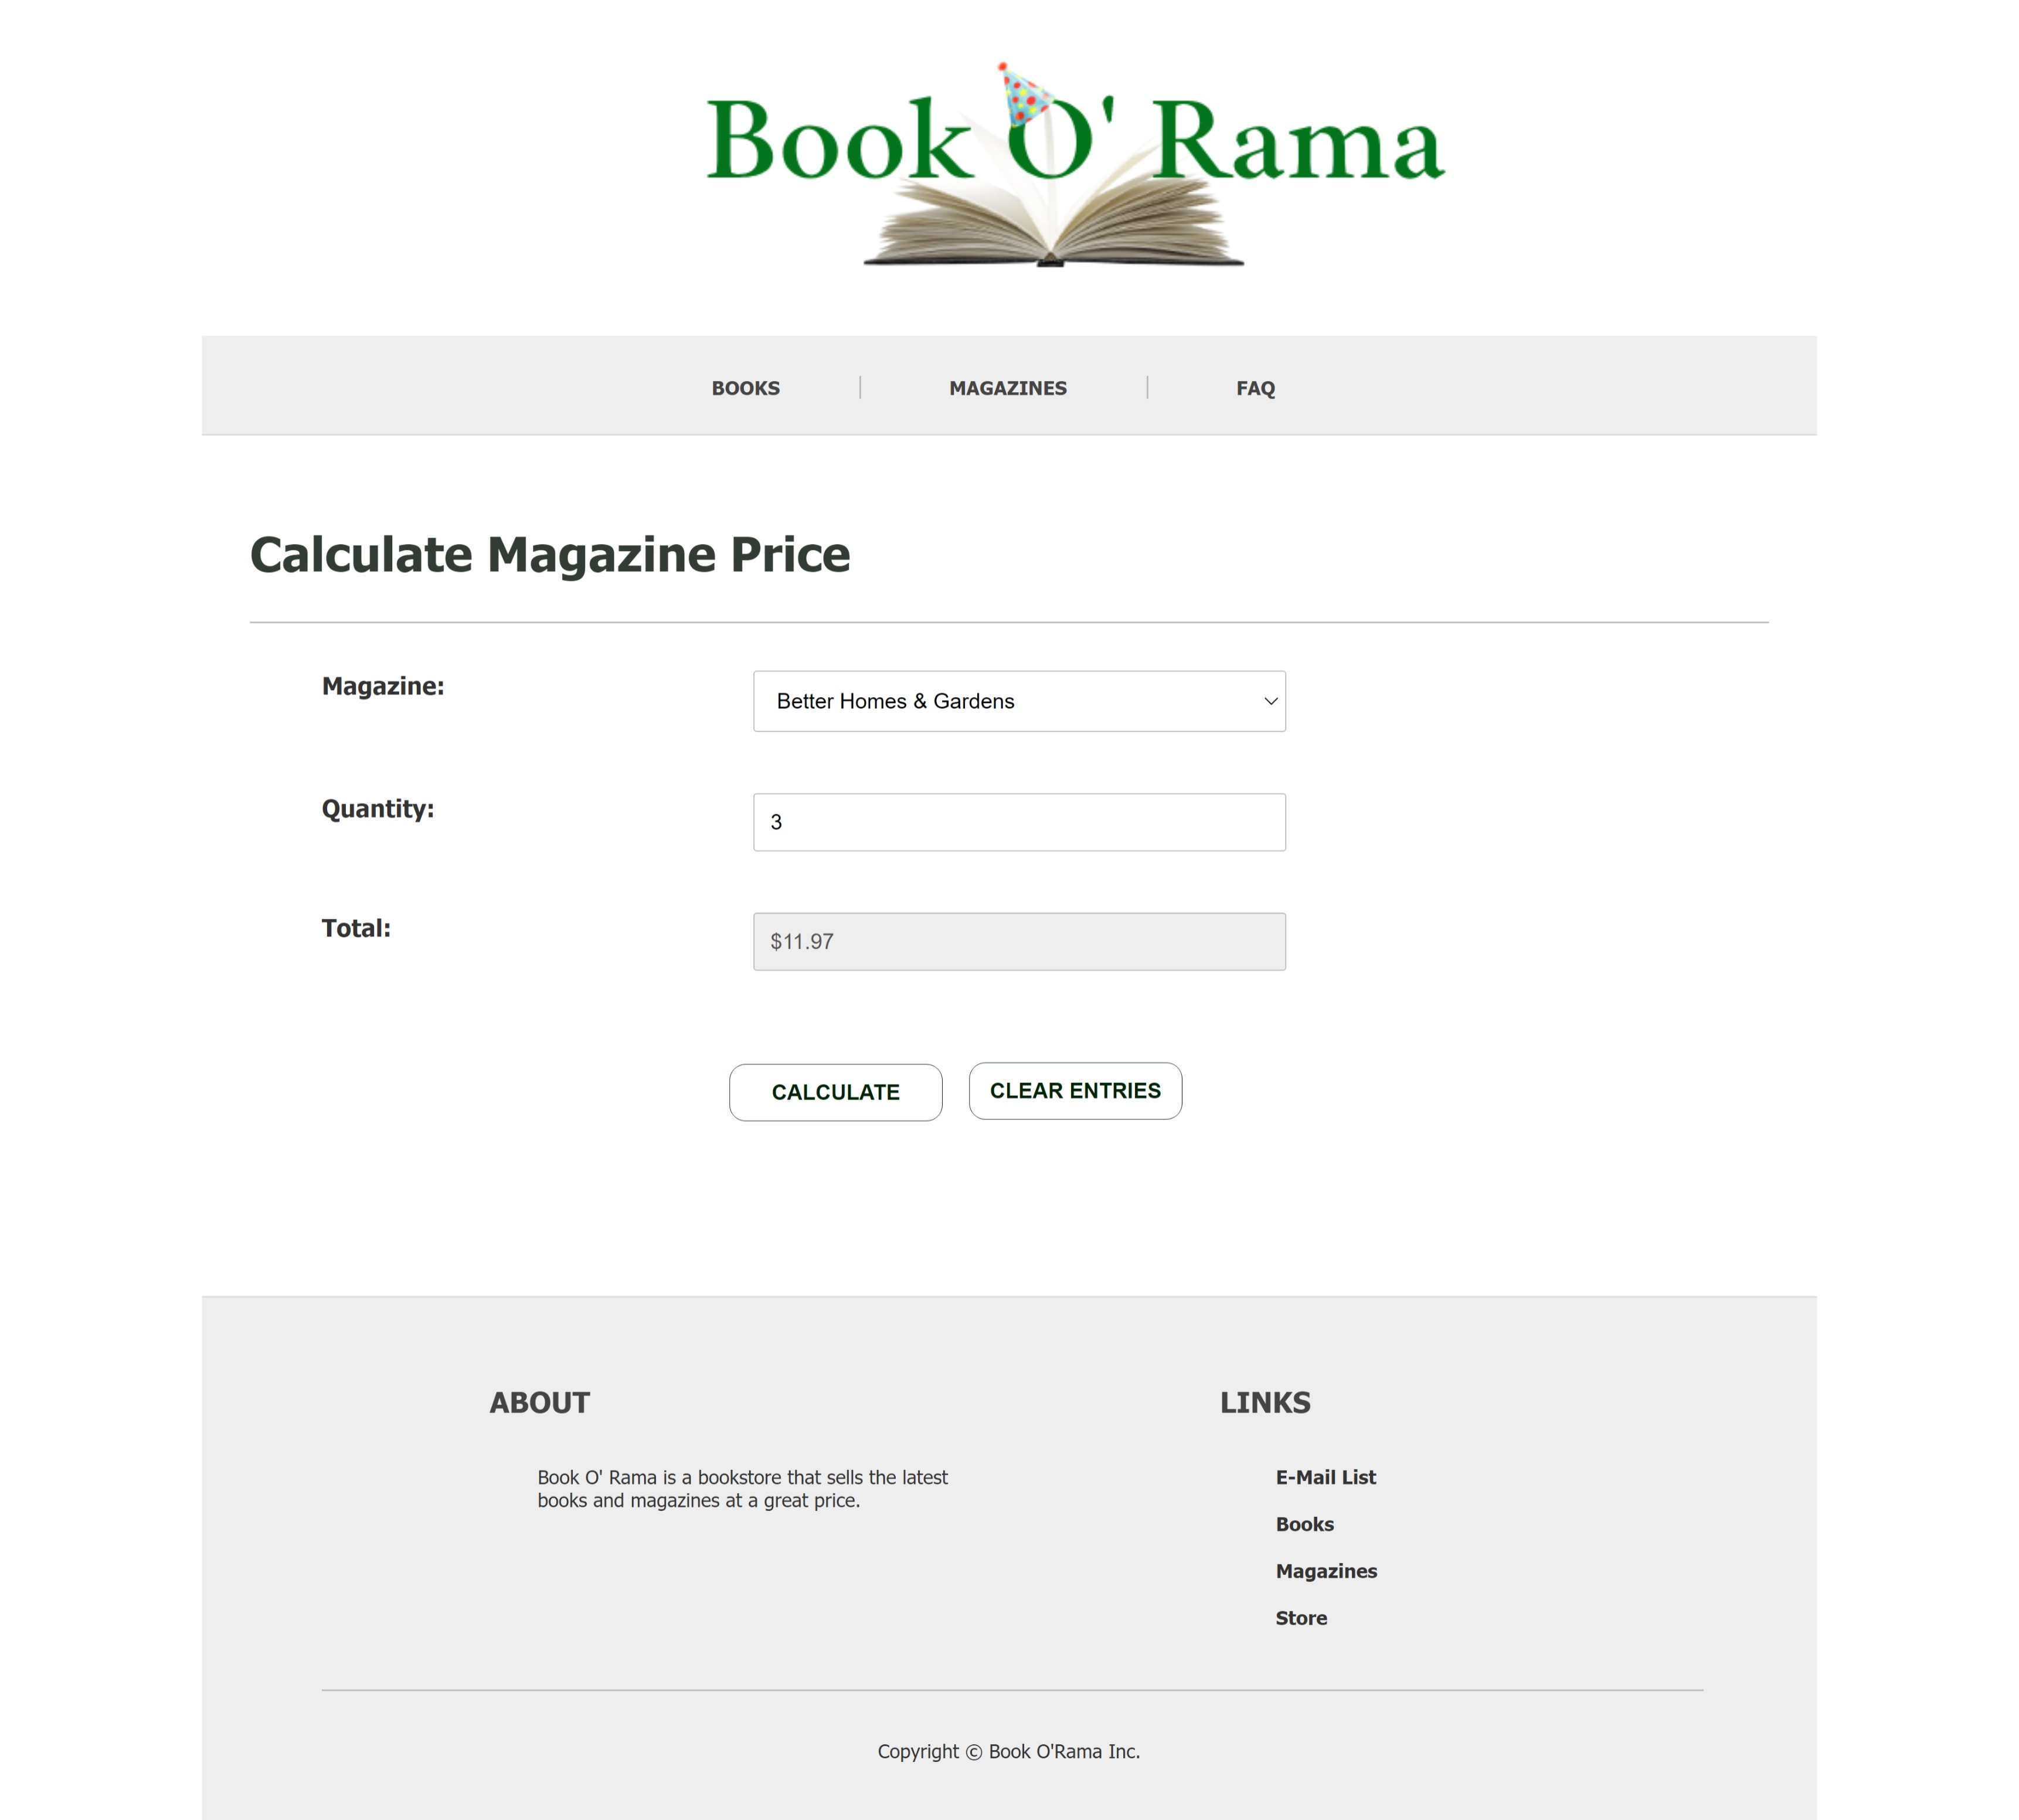 Book O' Rama
BOOKS
MAGAZINES
FAQ
Calculate Magazine Price
Magazine:
Better Homes & Gardens
Quantity:
3
Total:
$11.97
CALCULATE
CLEAR ENTRIES
ABOUT
Book O' Rama is a bookstore that sells the latest
books and magazines at a great price.
LINKS
E-Mail List
Books
Magazines
Store
Copyright © Book O'Rama Inc.